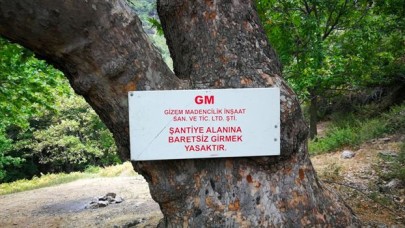 GM
GİZEM MADENCİLİK İNŞAAT
SAN. VE TİC. LTD. ŞTİ.
ŞANTİYE ALANINA
BARETSİZ GİRMEK
YASAKTIR.